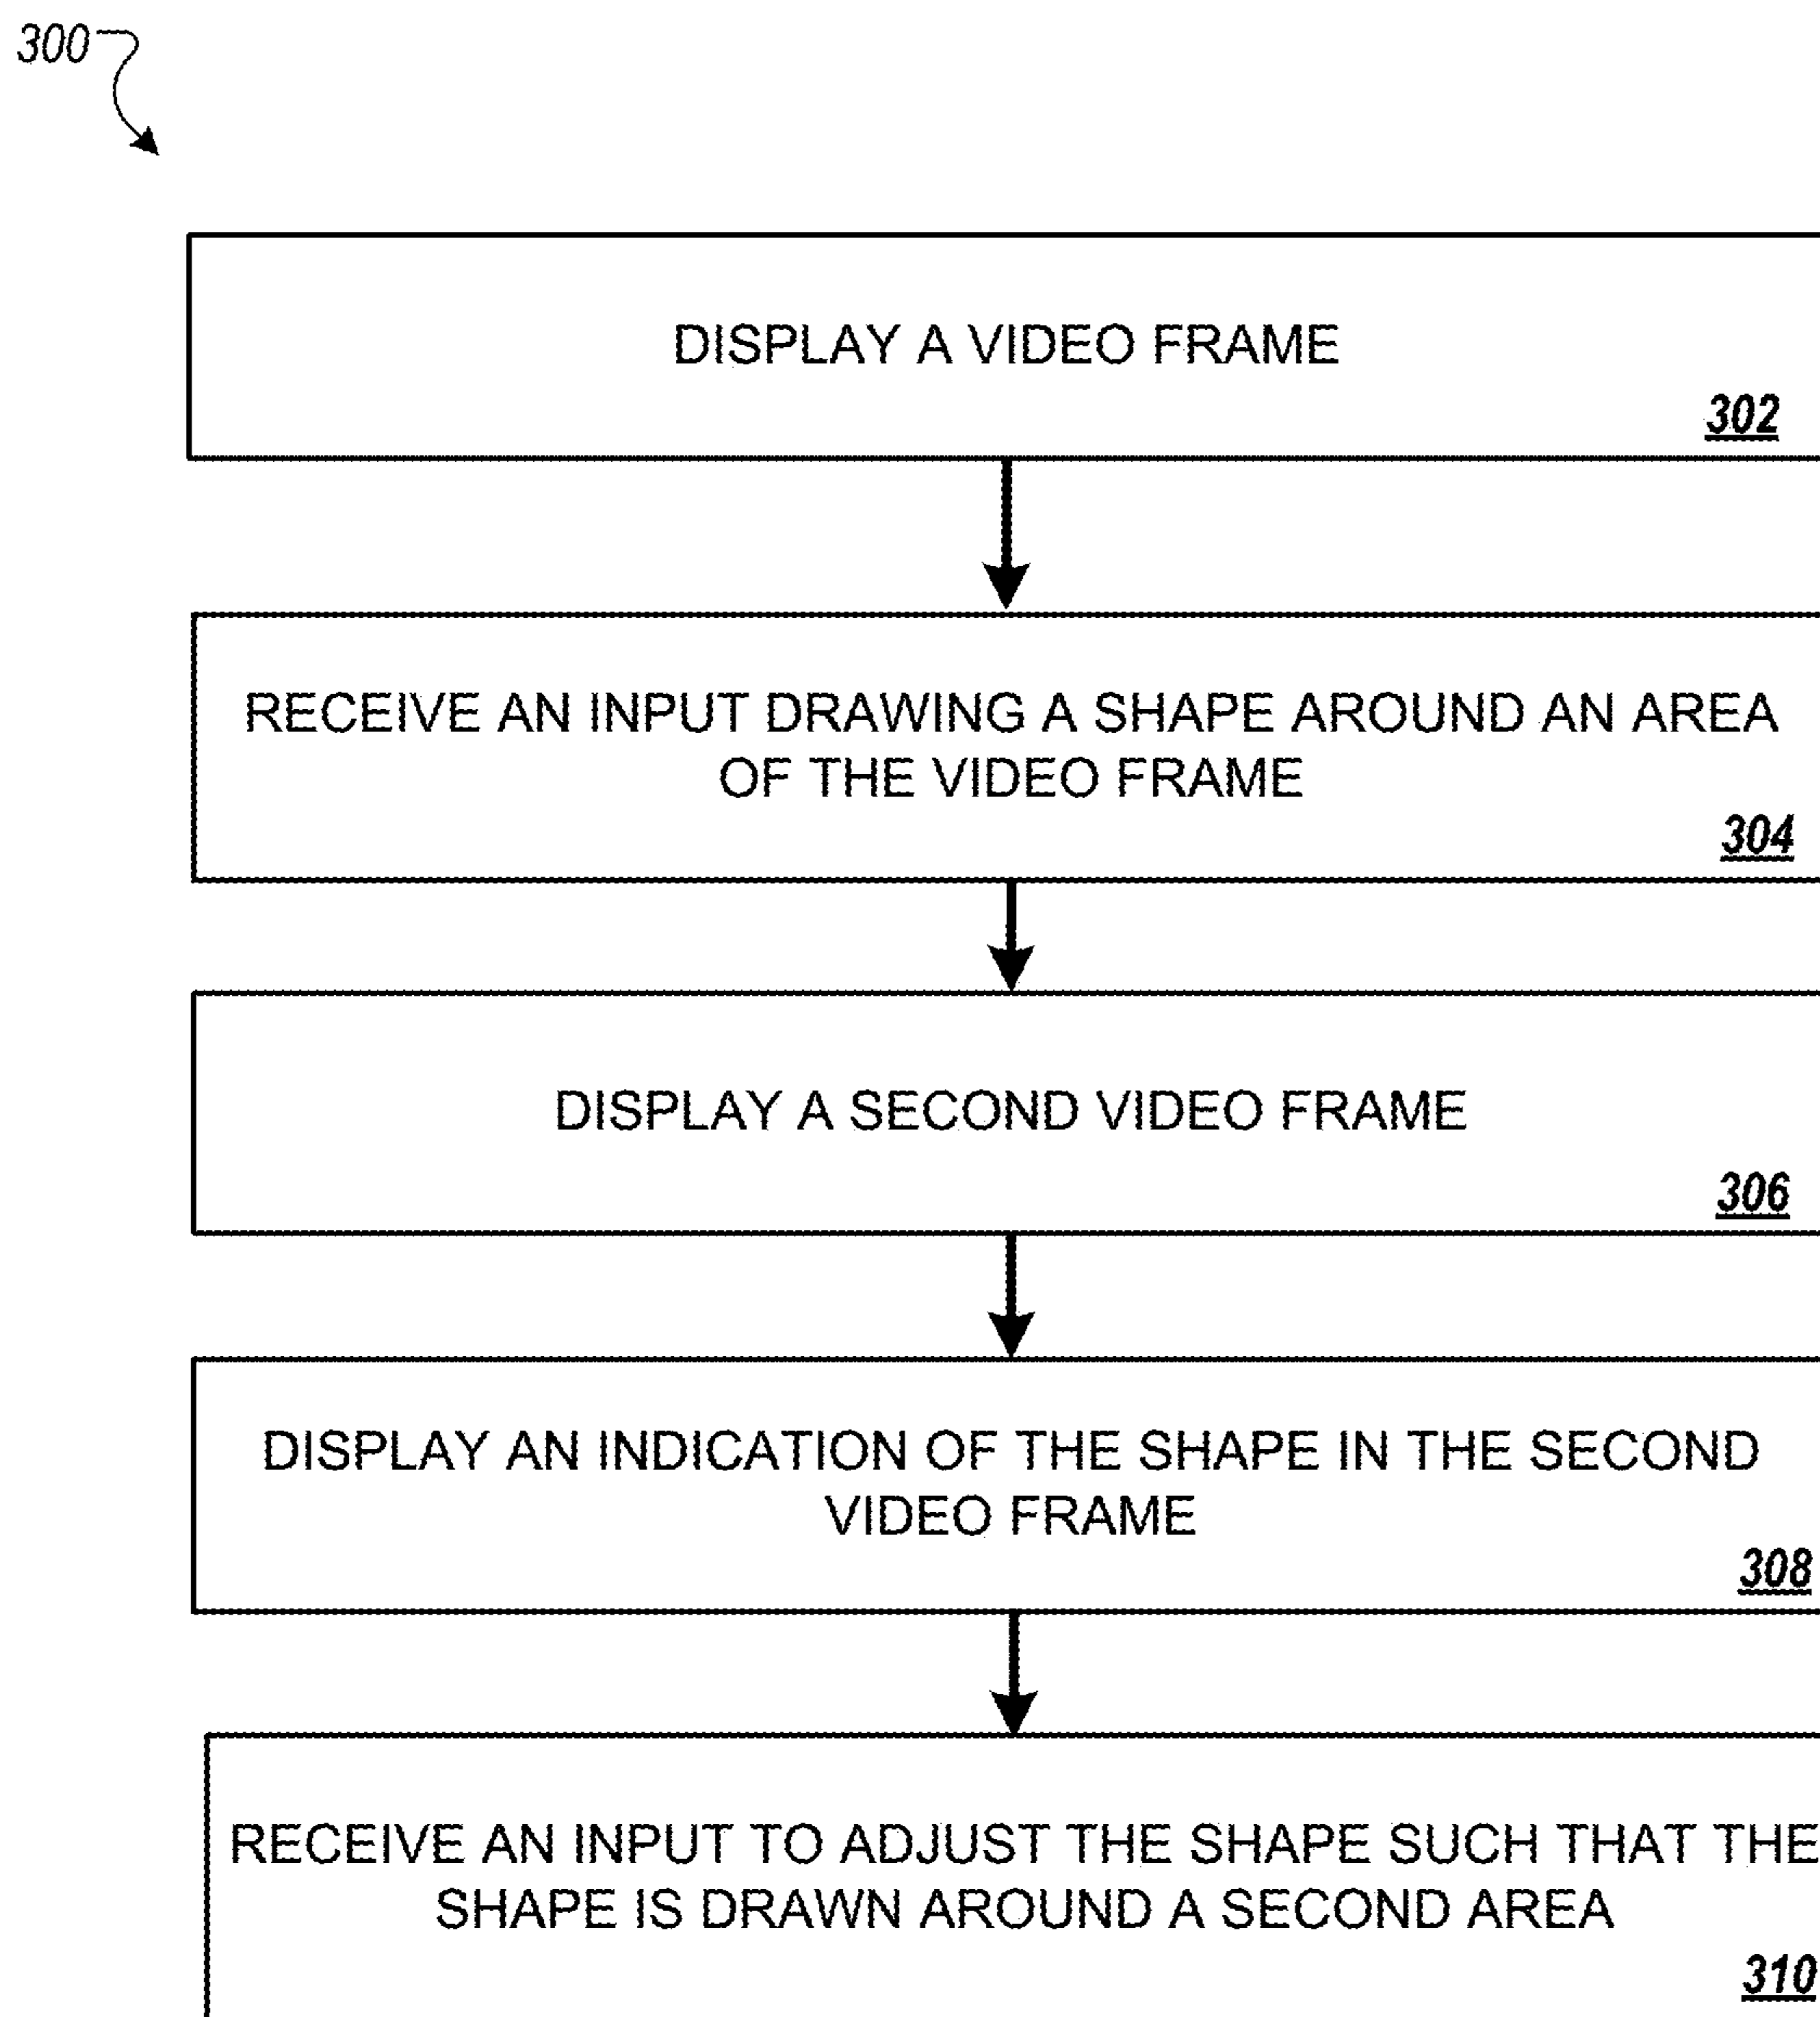 300
DISPLAY A VIDEO FRAME
302
RECEIVE AN INPUT DRAWING A SHAPE AROUND AN AREA
OF THE VIDEO FRAME
304
DISPLAY A SECOND VIDEO FRAME
306
DISPLAY AN INDICATION OF THE SHAPE IN THE SECOND
VIDEO FRAME
308
RECEIVE AN INPUT TO ADJUST THE SHAPE SUCH THAT THE
SHAPE IS DRAWN AROUND A SECOND AREA
310